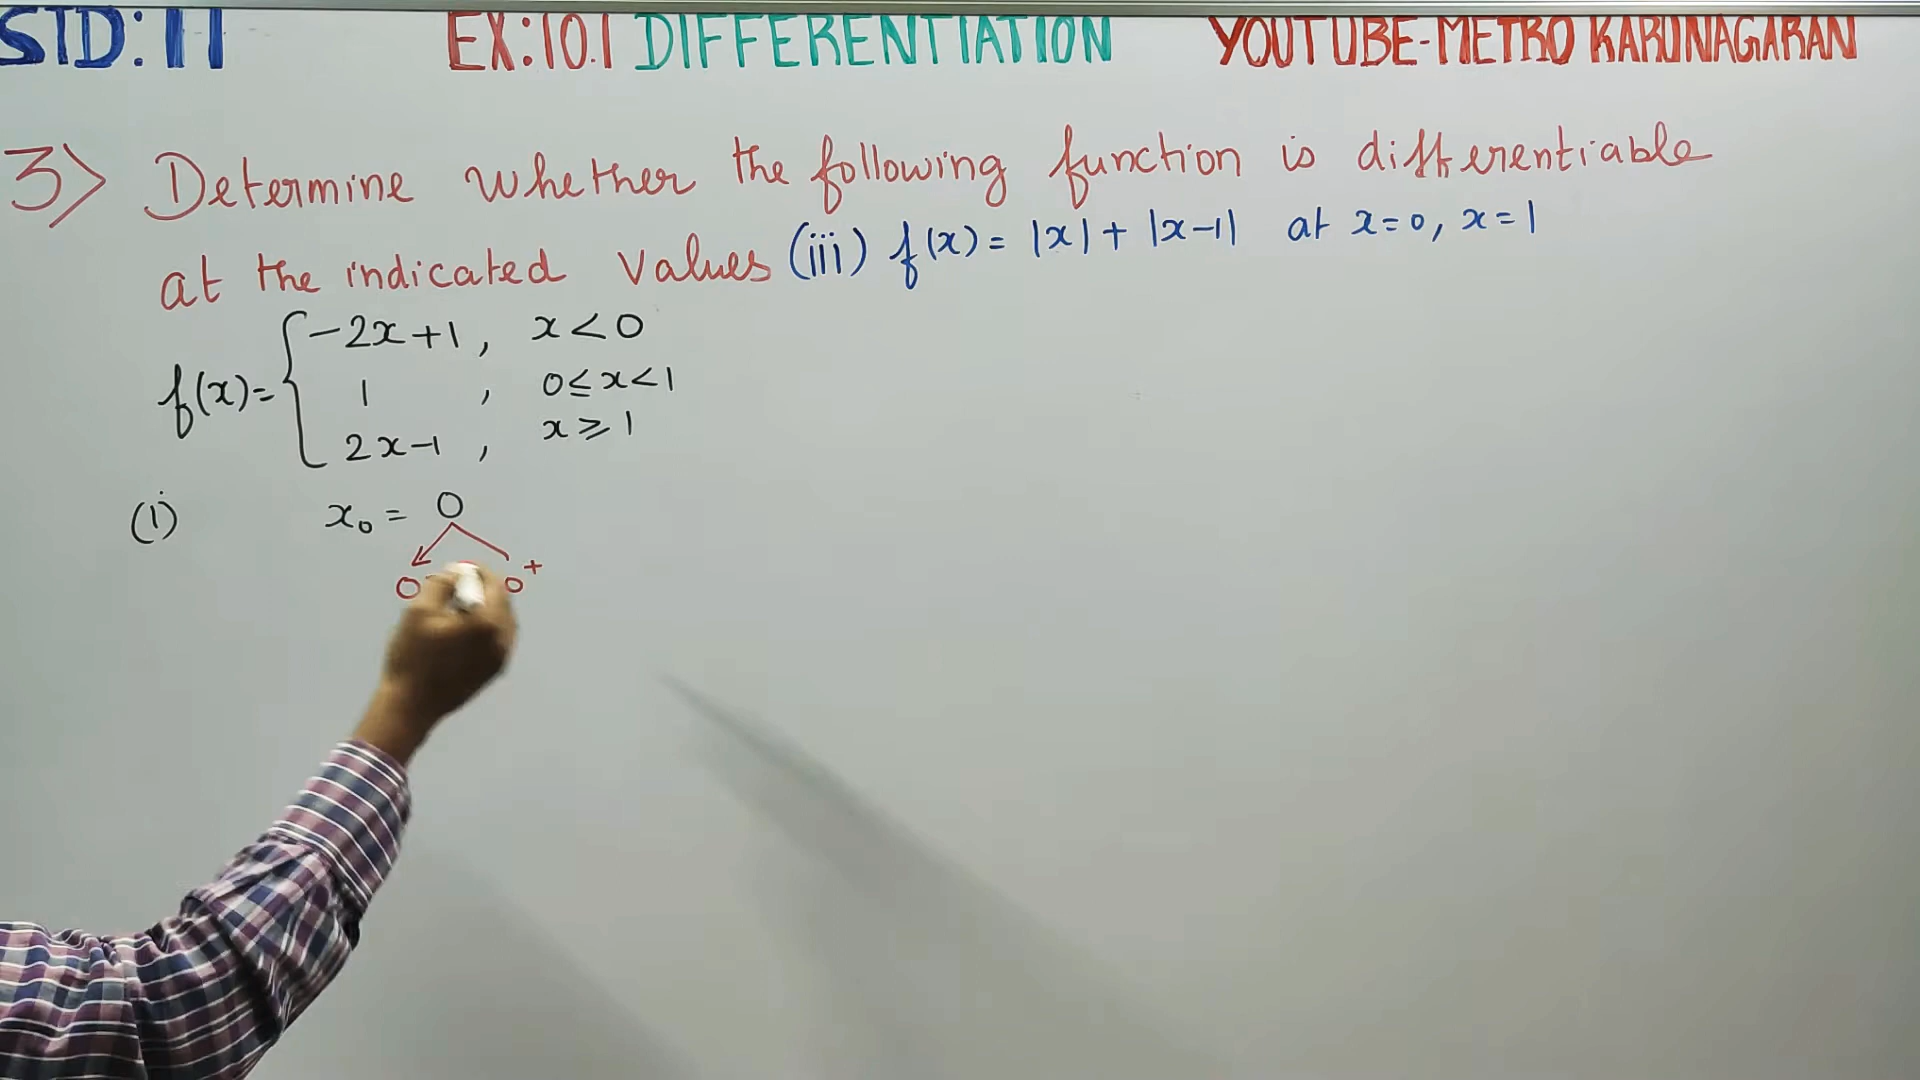 STD: 11 EX:10.1 DIFFERENTIATION YOUTUBE-METRO KARUNAGARAN
3> Determine whether the following function is differentiable
at the indicated values (iii) f(x) = |x| + |x-1| at x=0, x=1
f(x)= { -2x+1, x<0
1, 0≤x<1
2x-1, x≥1
(i) x₀ = 0
0⁻ 0⁺